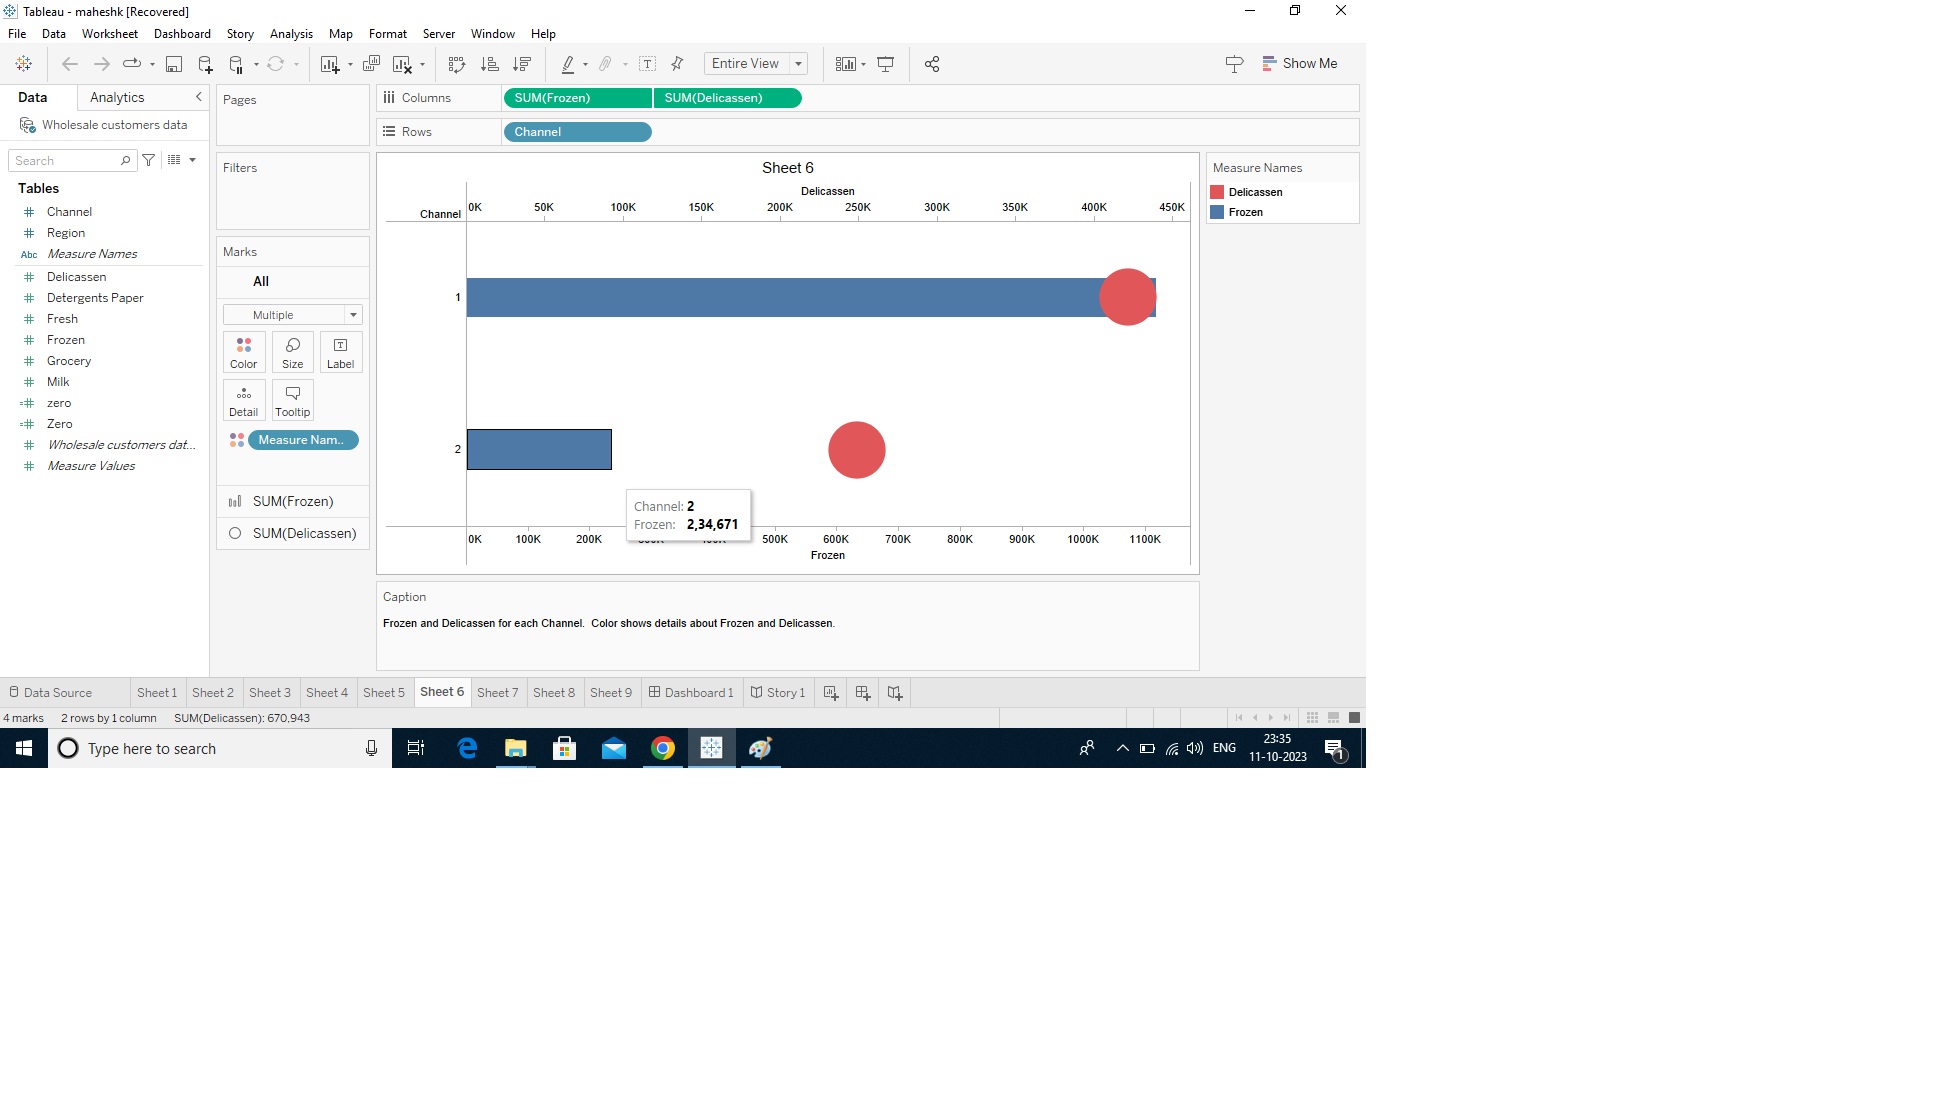 Tableau - maheshk [Recovered]
File Data Worksheet Dashboard Story Analysis Map Format Server Window Help
Entire View
Show Me
Data Analytics
Pages
Columns SUM(Frozen) SUM(Delicassen)
Wholesale customers data
Rows Channel
Search
Filters
Sheet 6
Measure Names
Tables
Delicassen
Delicassen
Channel
0K 50K 100K 150K 200K 250K 300K 350K 400K 450K
Frozen
Channel
Region
Abc Measure Names
Marks
Delicassen
All
Detergents Paper
1
Fresh
Multiple
Frozen
Grocery
Color Size Label
Milk
zero
Detail Tooltip
Zero
Measure Nam..
Wholesale customers dat...
2
Measure Values
SUM(Frozen)
Channel: 2
Frozen: 2,34,671
SUM(Delicassen)
0K 100K 200K 500K 600K 700K 800K 900K 1000K 1100K
Frozen
Caption
Frozen and Delicassen for each Channel. Color shows details about Frozen and Delicassen.
Data Source Sheet 1 Sheet 2 Sheet 3 Sheet 4 Sheet 5 Sheet 6 Sheet 7 Sheet 8 Sheet 9 Dashboard 1 Story 1
4 marks 2 rows by 1 column SUM(Delicassen): 670,943
Type here to search
ENG
23:35
11-10-2023
1